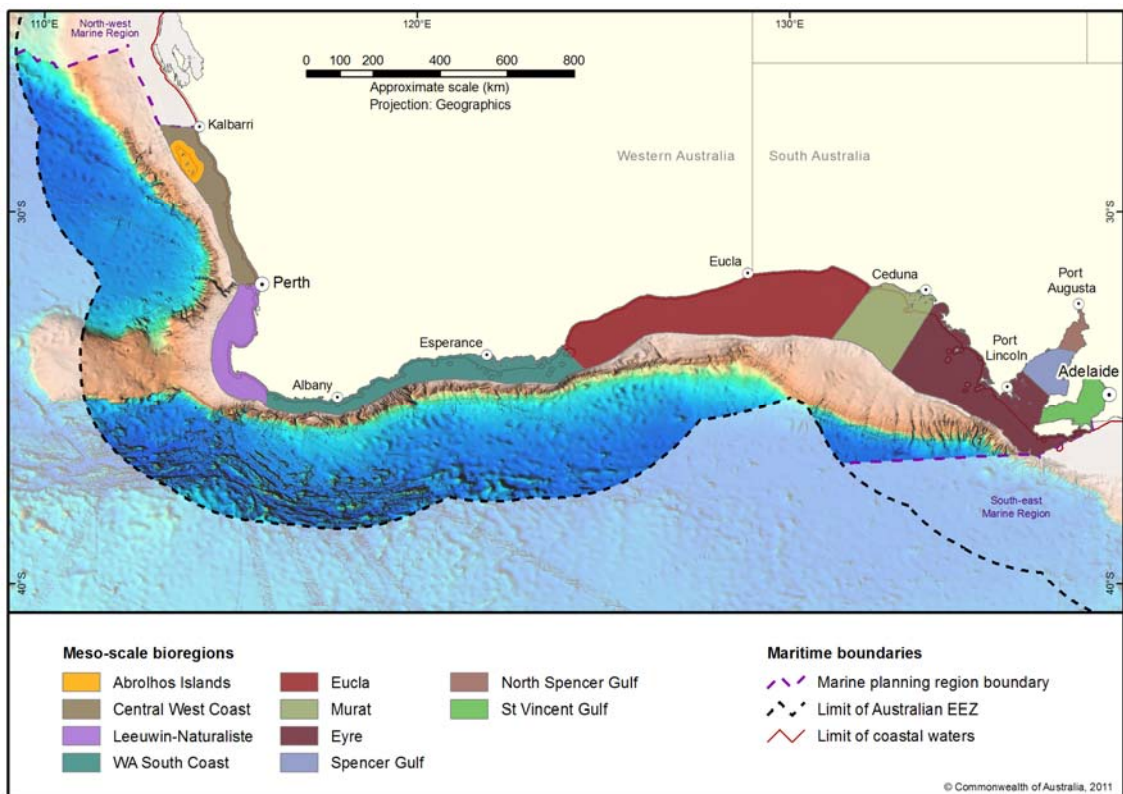 110°E
120°E
130°E
North-west
Marine Region
0 100 200 400 600 800
Approximate scale (km)
Projection: Geographics
Kalbarri
Western Australia
South Australia
30°S
30°S
Perth
Eucla
Ceduna
Port
Augusta
Esperance
Port
Lincoln
Adelaide
Albany
South-east
Marine Region
40°S
40°S
Meso-scale bioregions
Abrolhos Islands
Central West Coast
Leeuwin-Naturaliste
WA South Coast
Eucla
Murat
Eyre
Spencer Gulf
North Spencer Gulf
St Vincent Gulf
Maritime boundaries
Marine planning region boundary
Limit of Australian EEZ
Limit of coastal waters
© Commonwealth of Australia, 2011